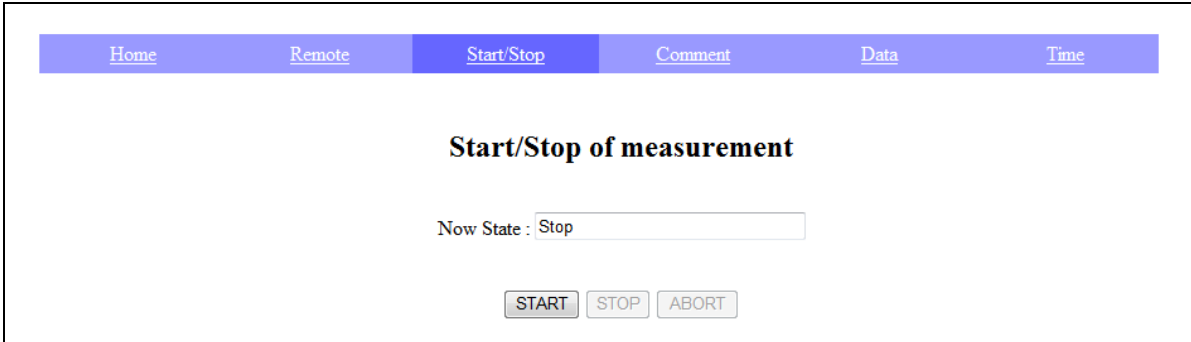 Home Remote Start/Stop Comment Data Time
Start/Stop of measurement
Now State : Stop
START STOP ABORT